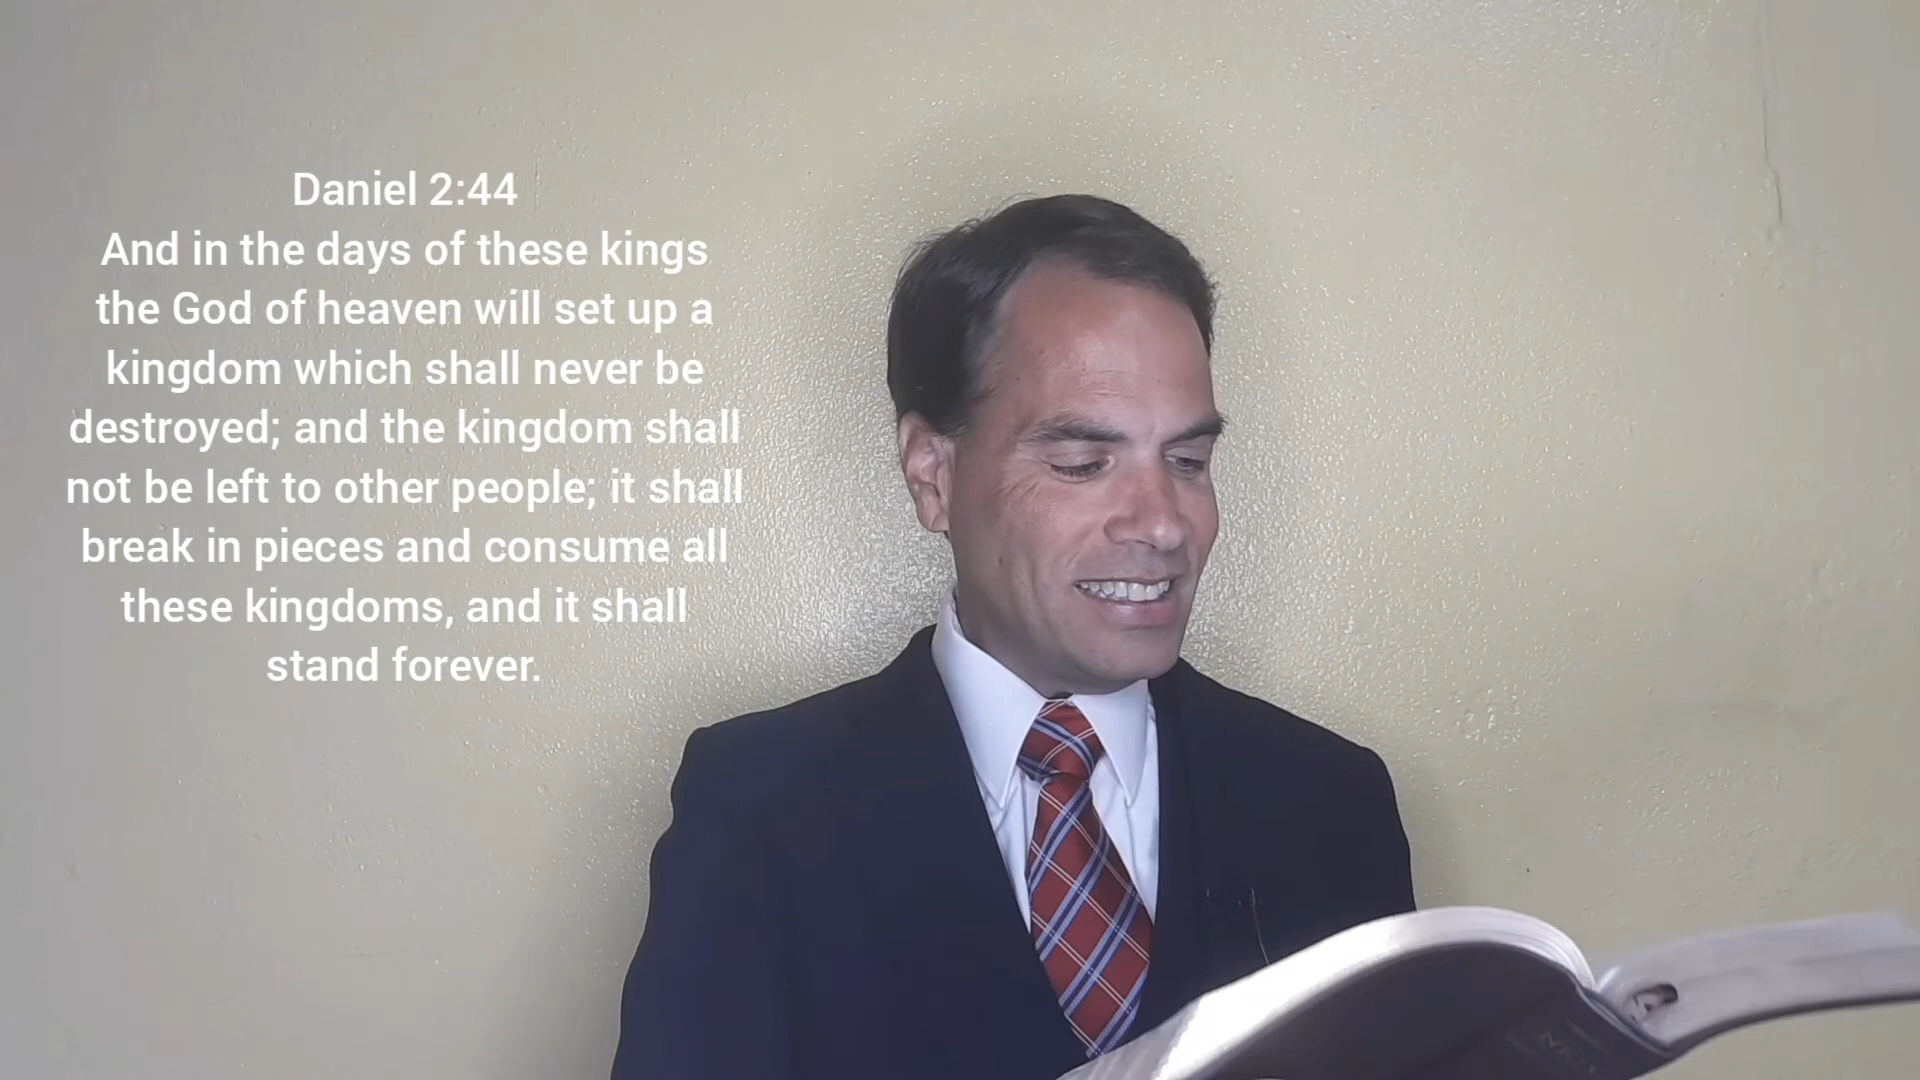 Daniel 2:44
And in the days of these kings
the God of heaven will set up a
kingdom which shall never be
destroyed; and the kingdom shall
not be left to other people; it shall
break in pieces and consume all
these kingdoms, and it shall
stand forever.